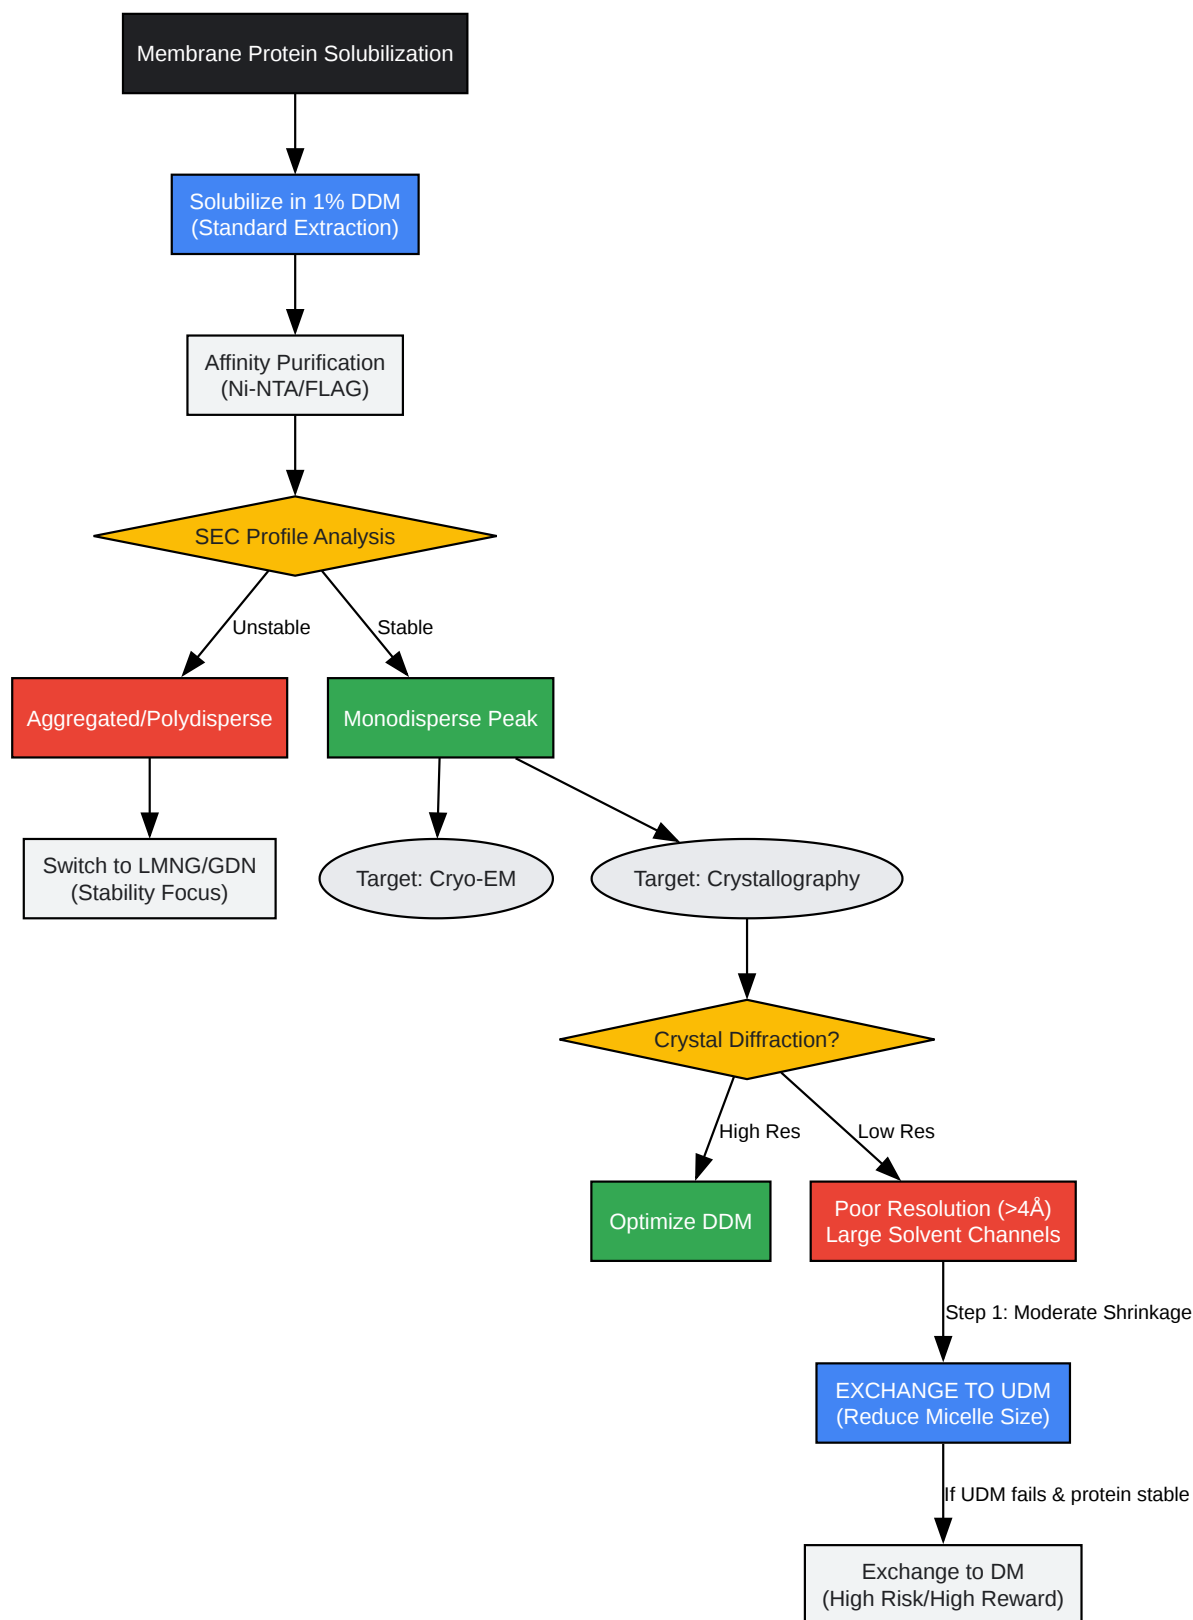 Membrane Protein Solubilization
Solubilize in 1% DDM
(Standard Extraction)
Affinity Purification
(Ni-NTA/FLAG)
SEC Profile Analysis
Unstable
Stable
Aggregated/Polydisperse
Monodisperse Peak
Switch to LMNG/GDN
(Stability Focus)
Target: Cryo-EM
Target: Crystallography
Crystal Diffraction?
High Res
Low Res
Optimize DDM
Poor Resolution (>4Å)
Large Solvent Channels
Step 1: Moderate Shrinkage
EXCHANGE TO UDM
(Reduce Micelle Size)
If UDM fails & protein stable
Exchange to DM
(High Risk/High Reward)